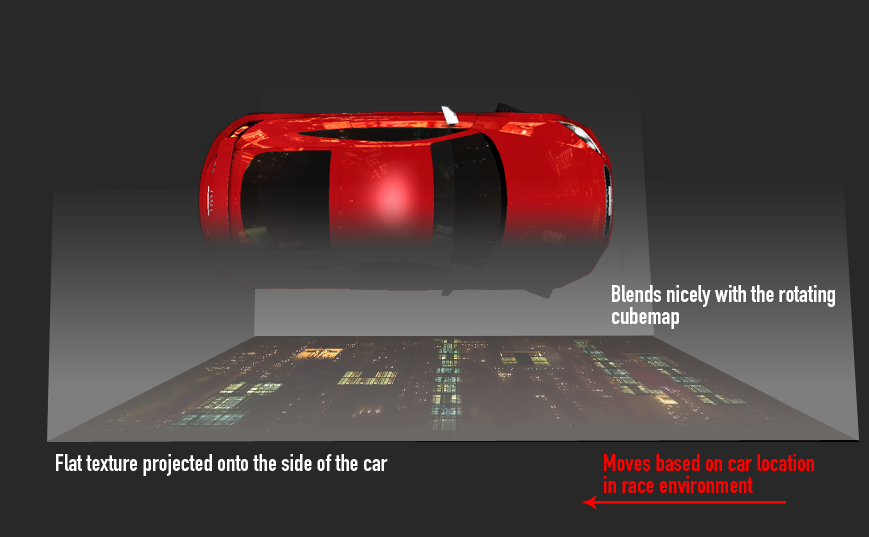 Blends nicely with the rotating
cubemap
Flat texture projected onto the side of the car
Moves based on car location
in race environment